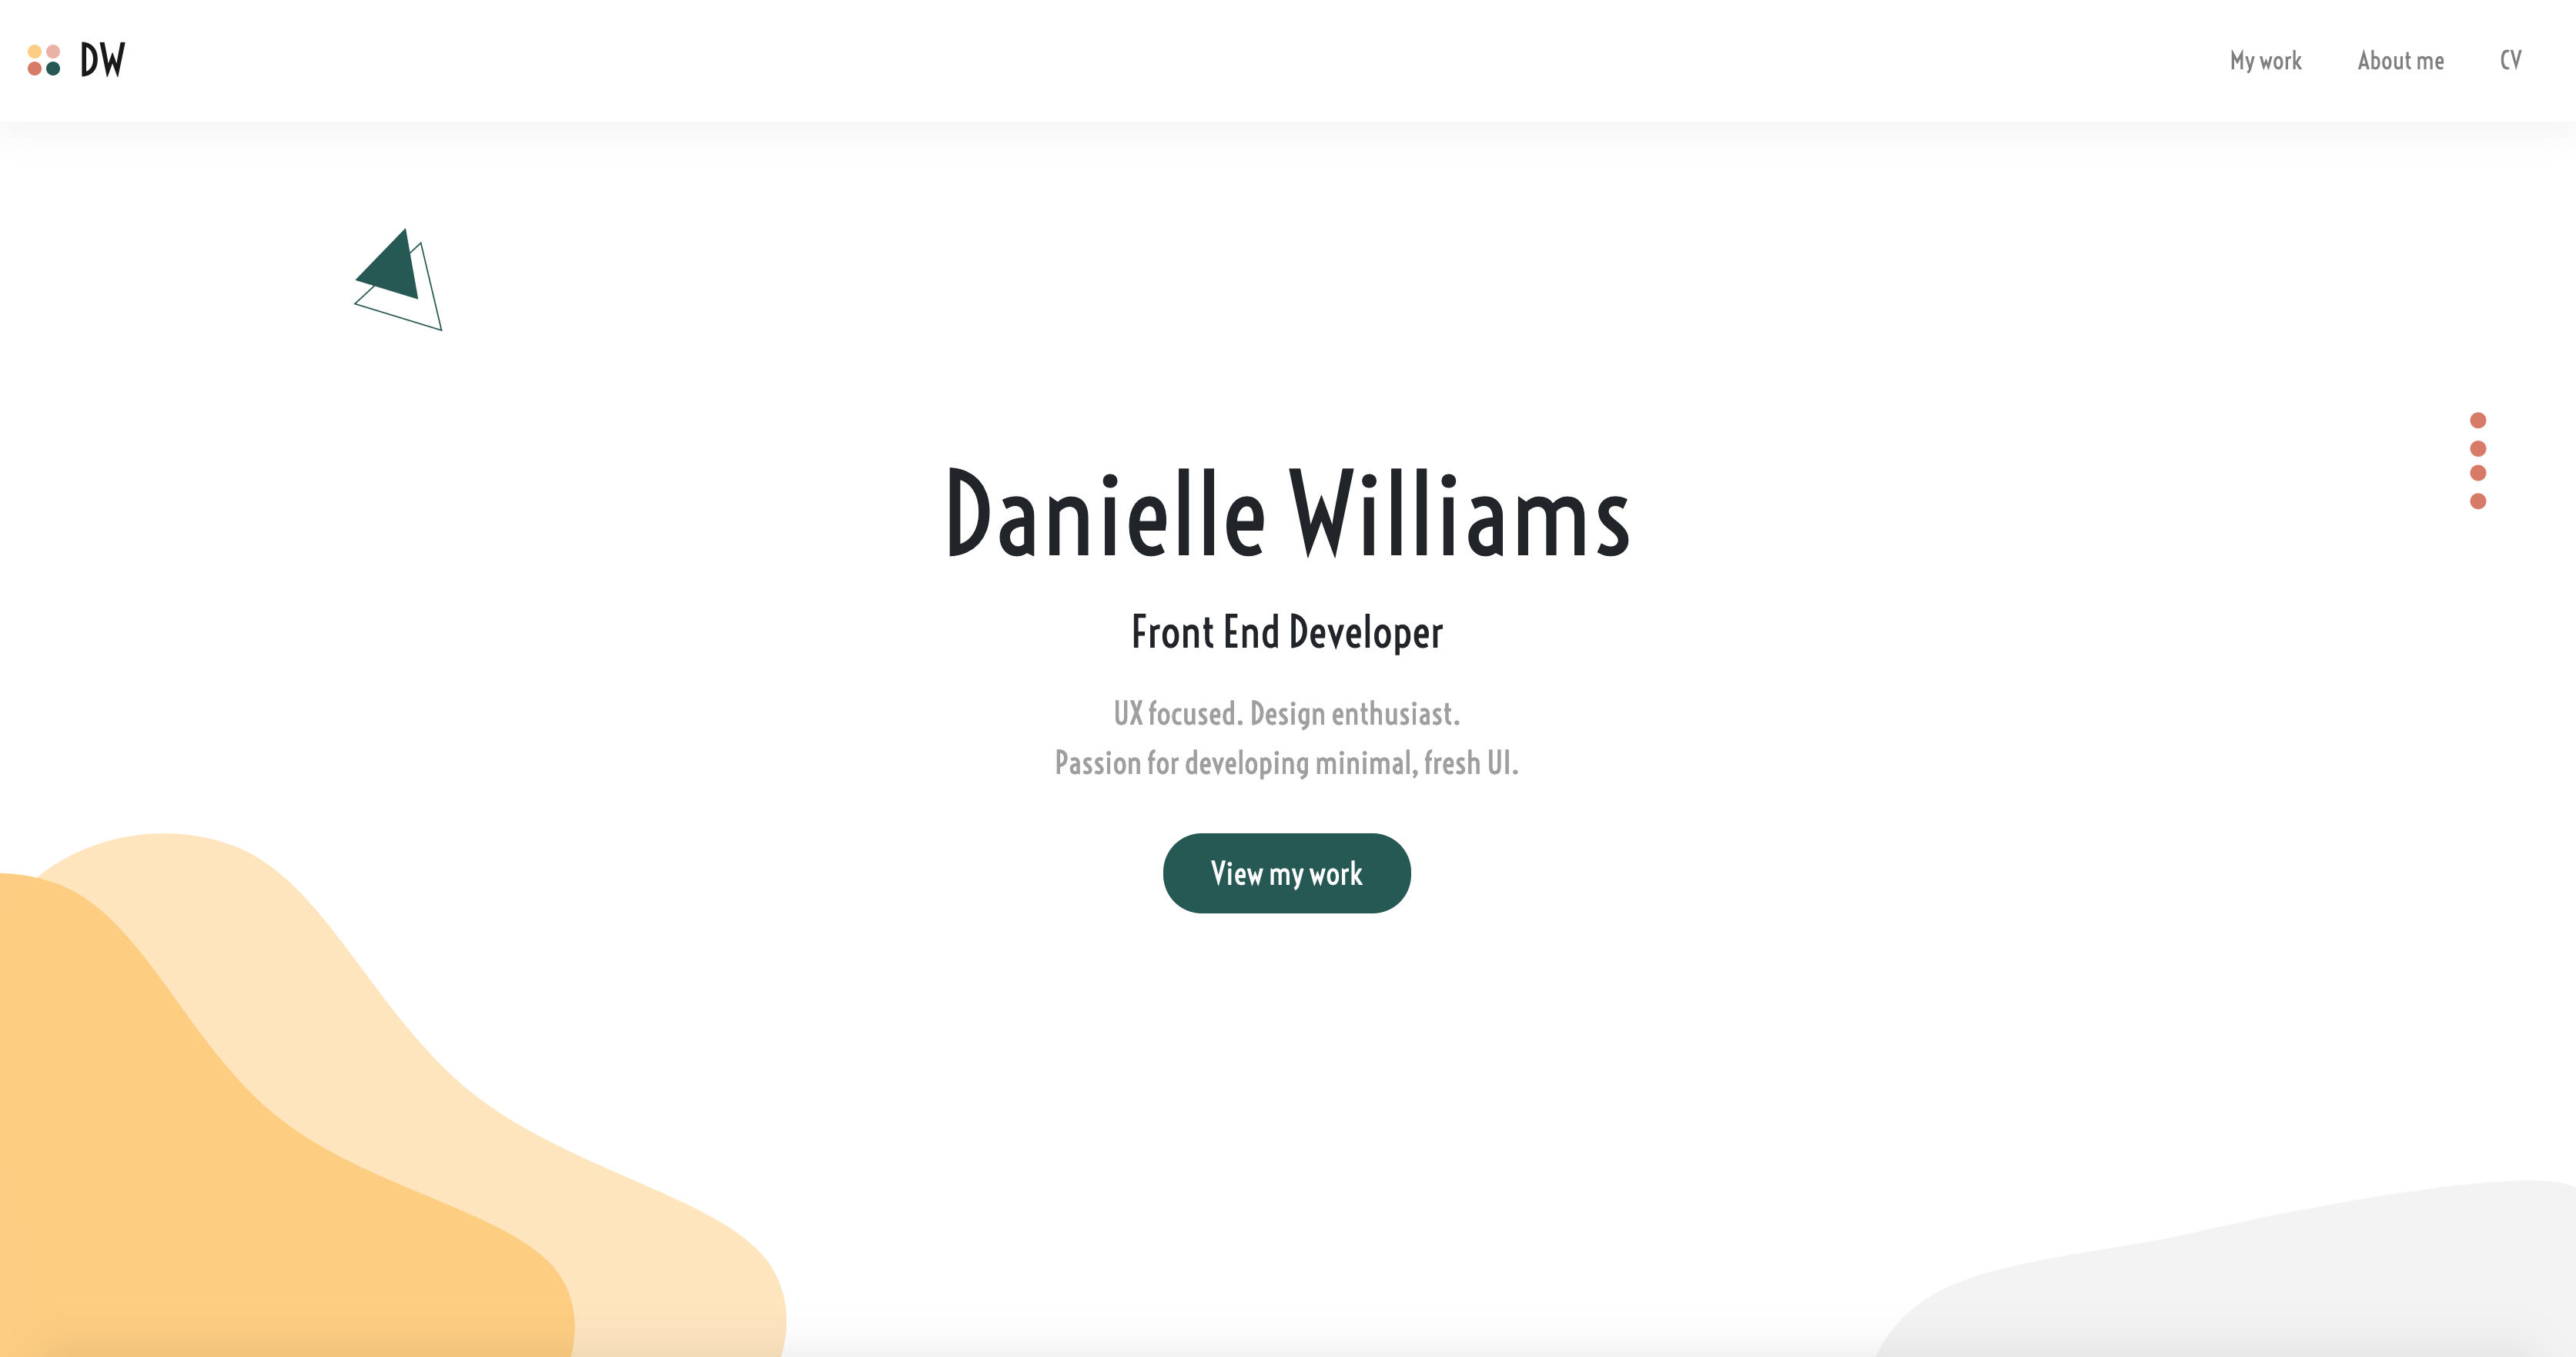 DW
My work
About me
CV
Danielle Williams
Front End Developer
UX focused. Design enthusiast.
Passion for developing minimal, fresh UI.
View my work